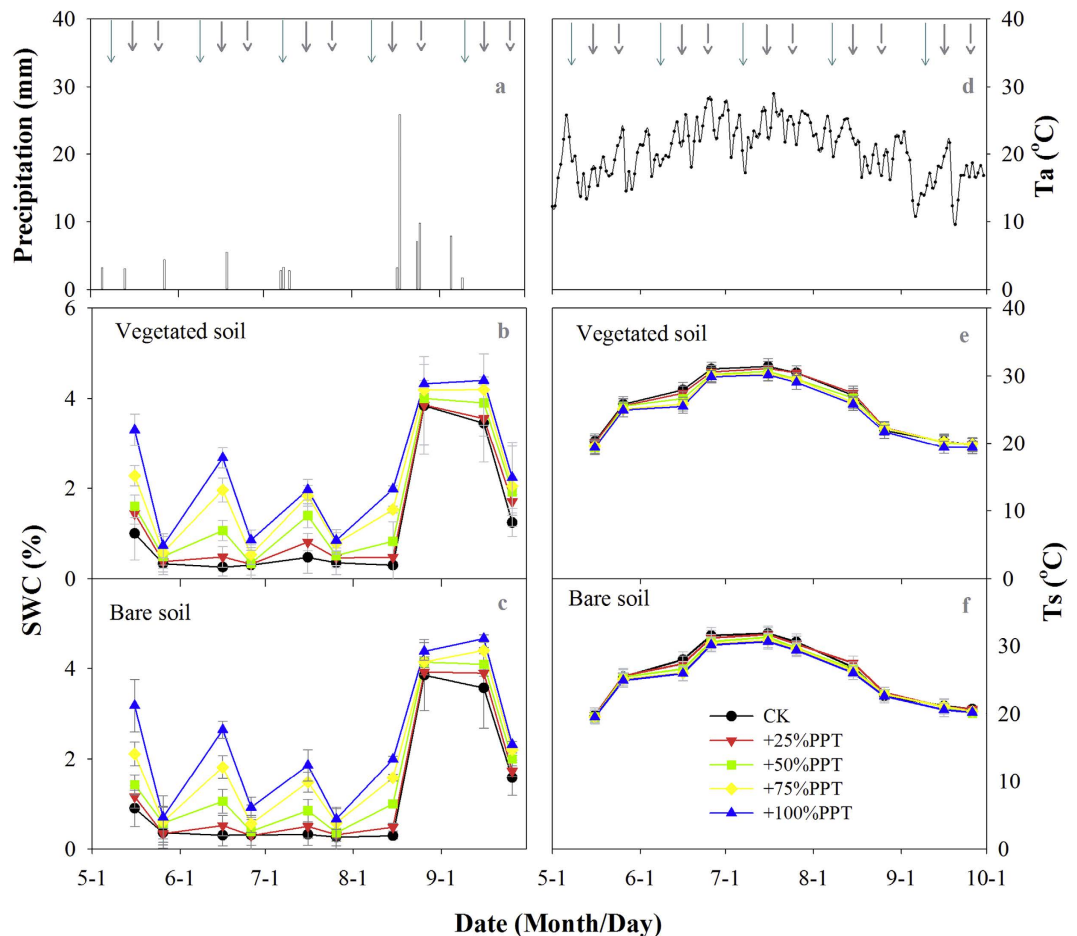 Precipitation (mm)
40
30
20
10
0
a
d
40
30
20
10
0
Ta (°C)
SWC (%)
6
4
2
0
Vegetated soil
b
Vegetated soil
e
40
30
20
10
0
Ts (°C)
Bare soil
c
4
2
0
Bare soil
f
30
20
10
0
CK
+25%PPT
+50%PPT
+75%PPT
+100%PPT
5-1 6-1 7-1 8-1 9-1
5-1 6-1 7-1 8-1 9-1 10-1
Date (Month/Day)